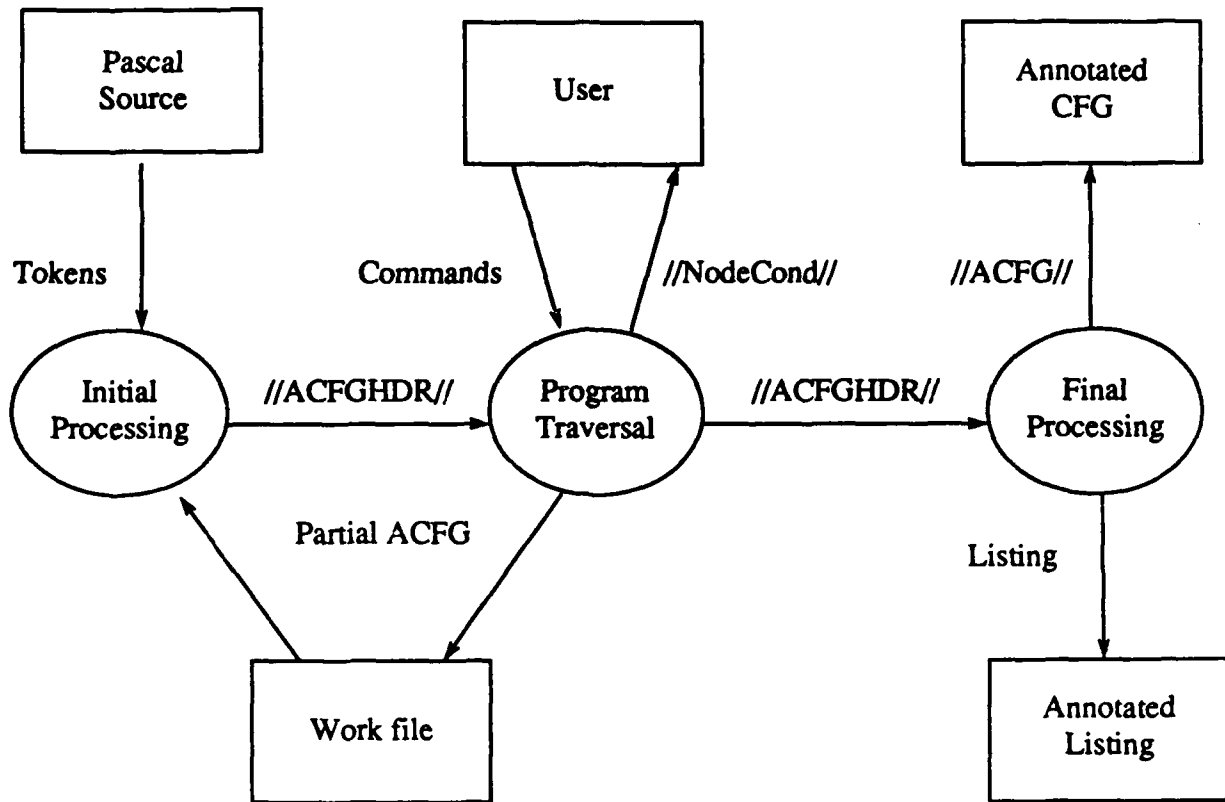 Pascal
Source
User
Annotated
CFG
Tokens
Commands
//NodeCond//
//ACFG//
Initial
Processing
//ACFGHDR//
Program
Traversal
//ACFGHDR//
Final
Processing
Partial ACFG
Listing
Work file
Annotated
Listing